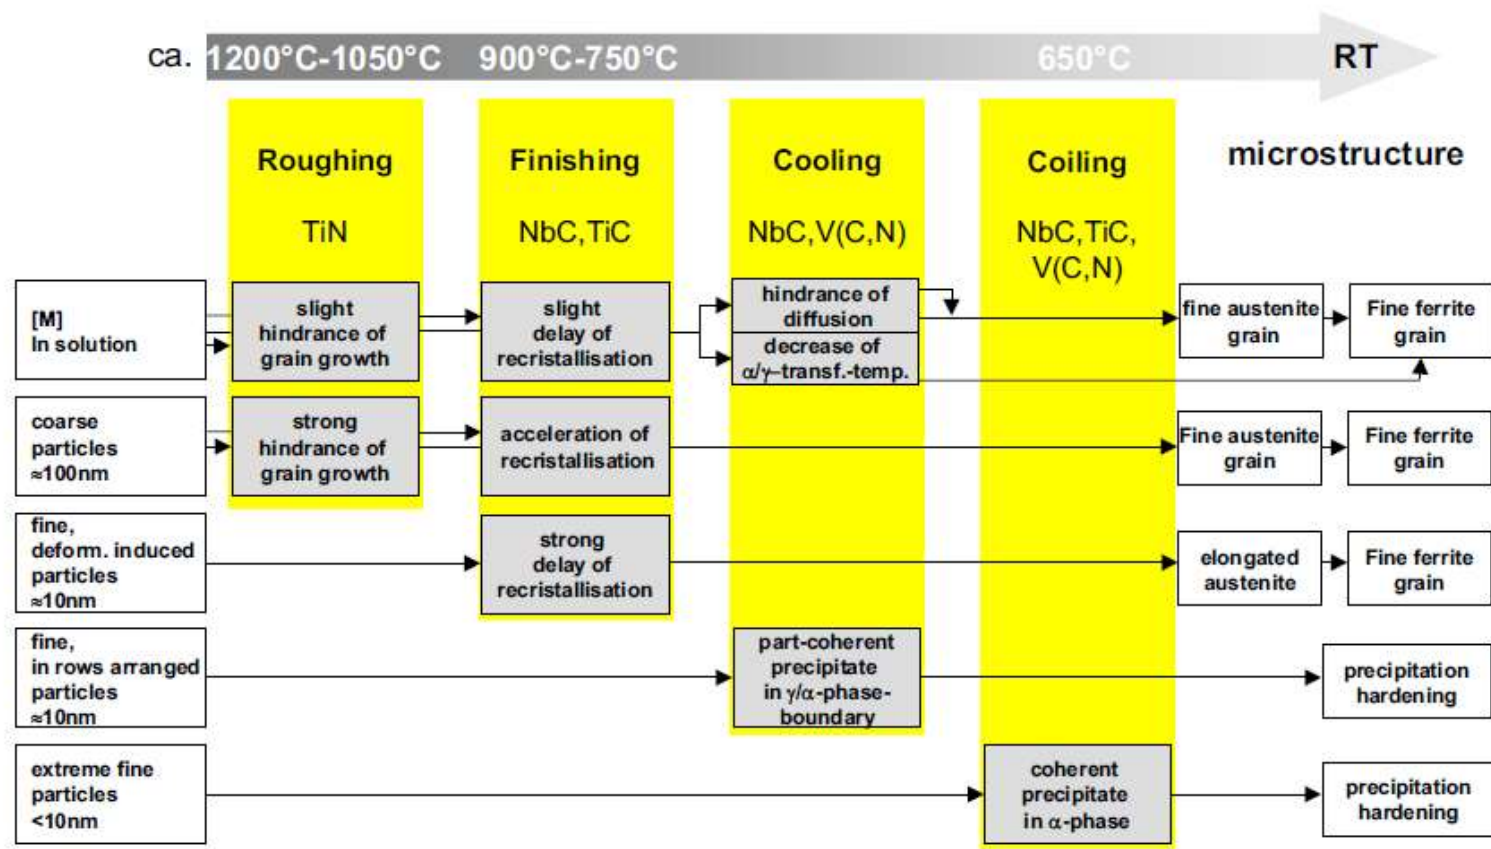 ca. 1200°C-1050°C 900°C-750°C 650°C RT
Roughing Finishing Cooling Coiling microstructure
TiN NbC,TiC NbC,V(C,N) NbC,TiC,
V(C,N)
[M]
In solution
slight
hindrance of
grain growth
slight
delay of
recristallisation
hindrance of
diffusion
decrease of
α/γ–transf.-temp.
fine austenite
grain
Fine ferrite
grain
coarse
particles
≈100nm
strong
hindrance of
grain growth
acceleration of
recristallisation
Fine austenite
grain
Fine ferrite
grain
fine,
deform. induced
particles
≈10nm
strong
delay of
recristallisation
elongated
austenite
Fine ferrite
grain
fine,
in rows arranged
particles
≈10nm
part-coherent
precipitate
in γ/α-phase-
boundary
precipitation
hardening
extreme fine
particles
<10nm
coherent
precipitate
in α-phase
precipitation
hardening